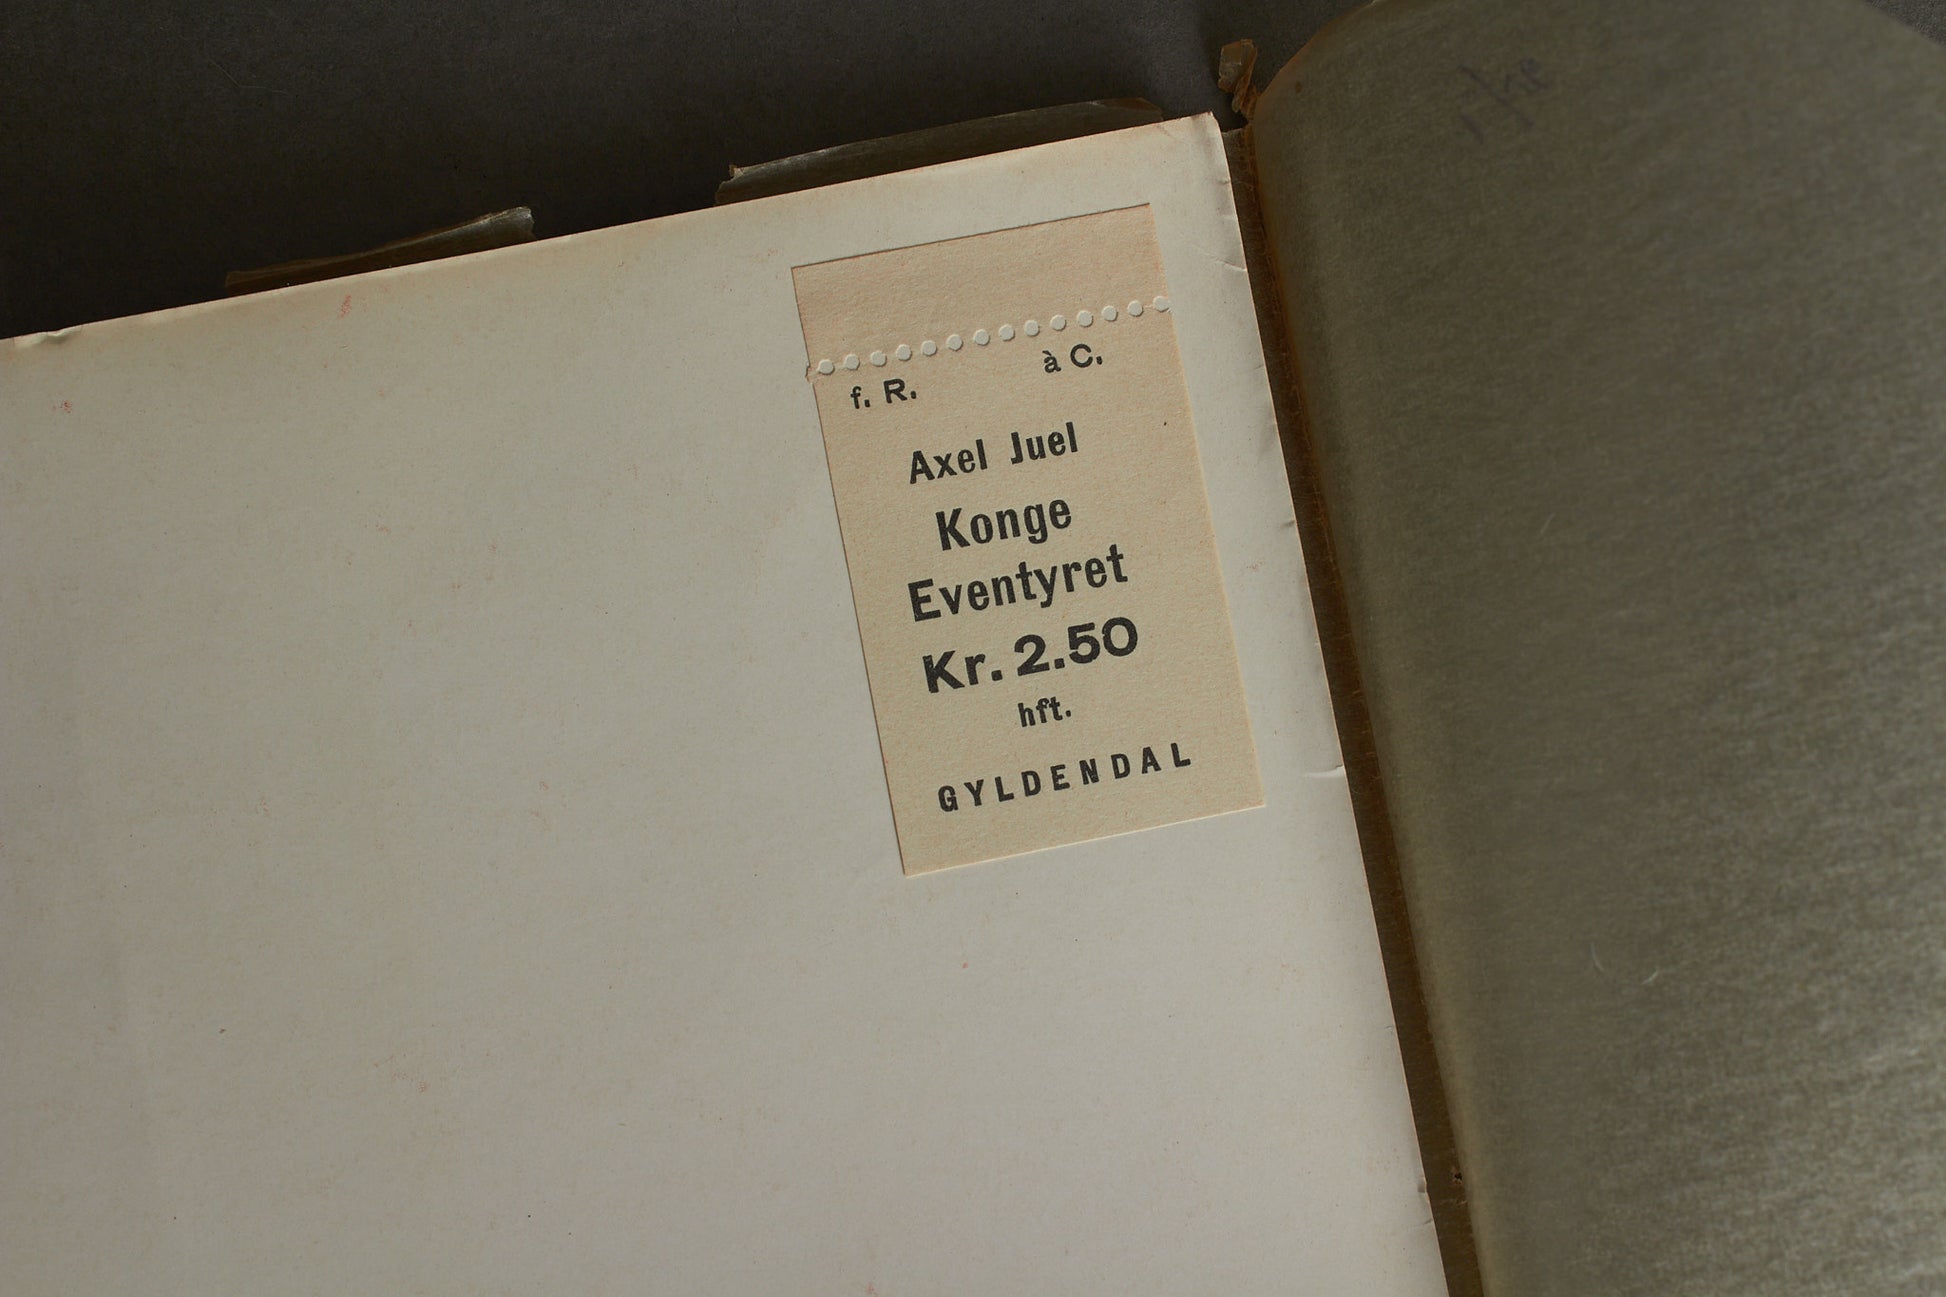 f. R. à C.
Axel Juel
Konge
Eventyret
Kr. 2.50
hft.
GYLDENDAL